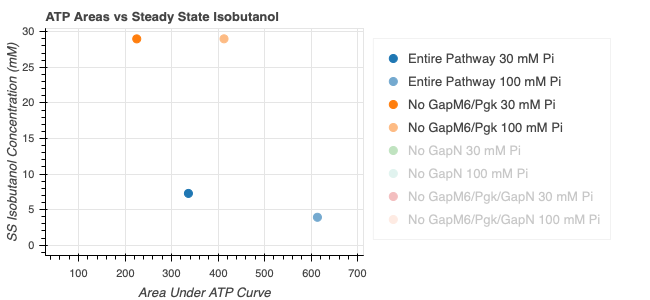 ATP Areas vs Steady State Isobutanol
SS Isobutanol Concentration (mM)
30
25
20
15
10
5
0
100 200 300 400 500 600 700
Area Under ATP Curve
Entire Pathway 30 mM Pi
Entire Pathway 100 mM Pi
No GapM6/Pgk 30 mM Pi
No GapM6/Pgk 100 mM Pi
No GapN 30 mM Pi
No GapN 100 mM Pi
No GapM6/Pgk/GapN 30 mM Pi
No GapM6/Pgk/GapN 100 mM Pi